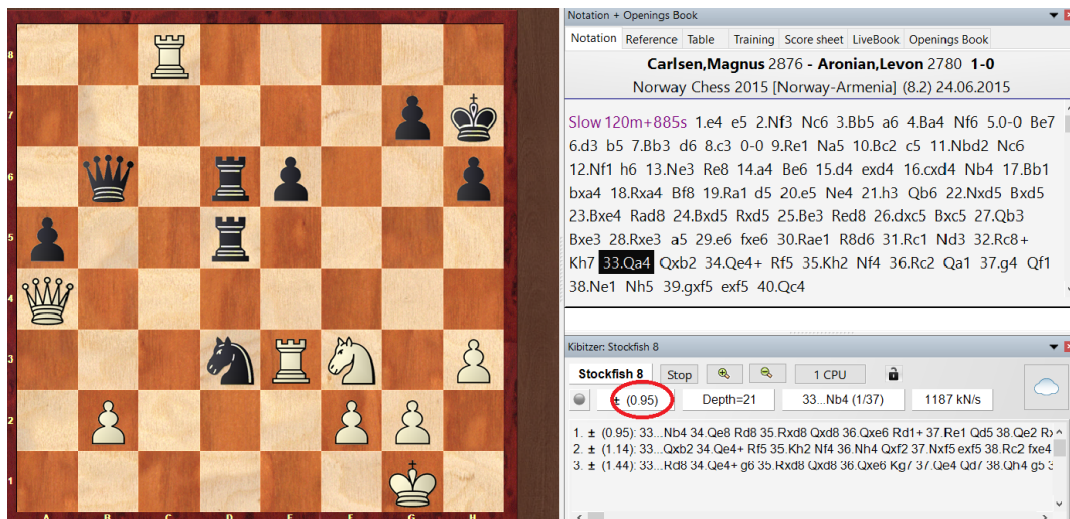 8
7
6
5
4
3
2
1
A B C D E F G H
Notation + Openings Book
Notation Reference Table Training Score sheet LiveBook Openings Book
Carlsen,Magnus 2876 - Aronian,Levon 2780 1-0
Norway Chess 2015 [Norway-Armenia] (8.2) 24.06.2015
Slow 120m+885s 1.e4 e5 2.Nf3 Nc6 3.Bb5 a6 4.Ba4 Nf6 5.0-0 Be7
6.d3 b5 7.Bb3 d6 8.c3 0-0 9.Re1 Na5 10.Bc2 c5 11.Nbd2 Nc6
12.Nf1 h6 13.Ne3 Re8 14.a4 Be6 15.d4 exd4 16.cxd4 Nb4 17.Bb1
bxa4 18.Rxa4 Bf8 19.Ra1 d5 20.e5 Ne4 21.h3 Qb6 22.Nxd5 Bxd5
23.Bxe4 Rad8 24.Bxd5 Rxd5 25.Be3 Red8 26.dxc5 Bxc5 27.Qb3
Bxe3 28.Rxe3 a5 29.e6 fxe6 30.Rae1 R8d6 31.Rc1 Nd3 32.Rc8+
Kh7 33.Qa4 Qxb2 34.Qe4+ Rf5 35.Kh2 Nf4 36.Rc2 Qa1 37.g4 Qf1
38.Ne1 Nh5 39.gxf5 exf5 40.Qc4
Kibitzer: Stockfish 8
Stockfish 8 Stop 1 CPU
± (0.95) Depth=21 33...Nb4 (1/37) 1187 kN/s
1. ± (0.95): 33...Nb4 34.Qe8 Rd8 35.Rxd8 Qxd8 36.Qxe6 Rd1+ 37.Re1 Qd5 38.Qe2 Rx
2. ± (1.14): 33...Qxb2 34.Qe4+ Rf5 35.Kh2 Nf4 36.Nh4 Qxf2 37.Nxf5 exf5 38.Rc2 fxe4
3. ± (1.44): 33...Rd8 34.Qe4+ g6 35.Rxd8 Qxd8 36.Qxe6 Kg7 37.Qe4 Qd7 38.Qh4 g5 3